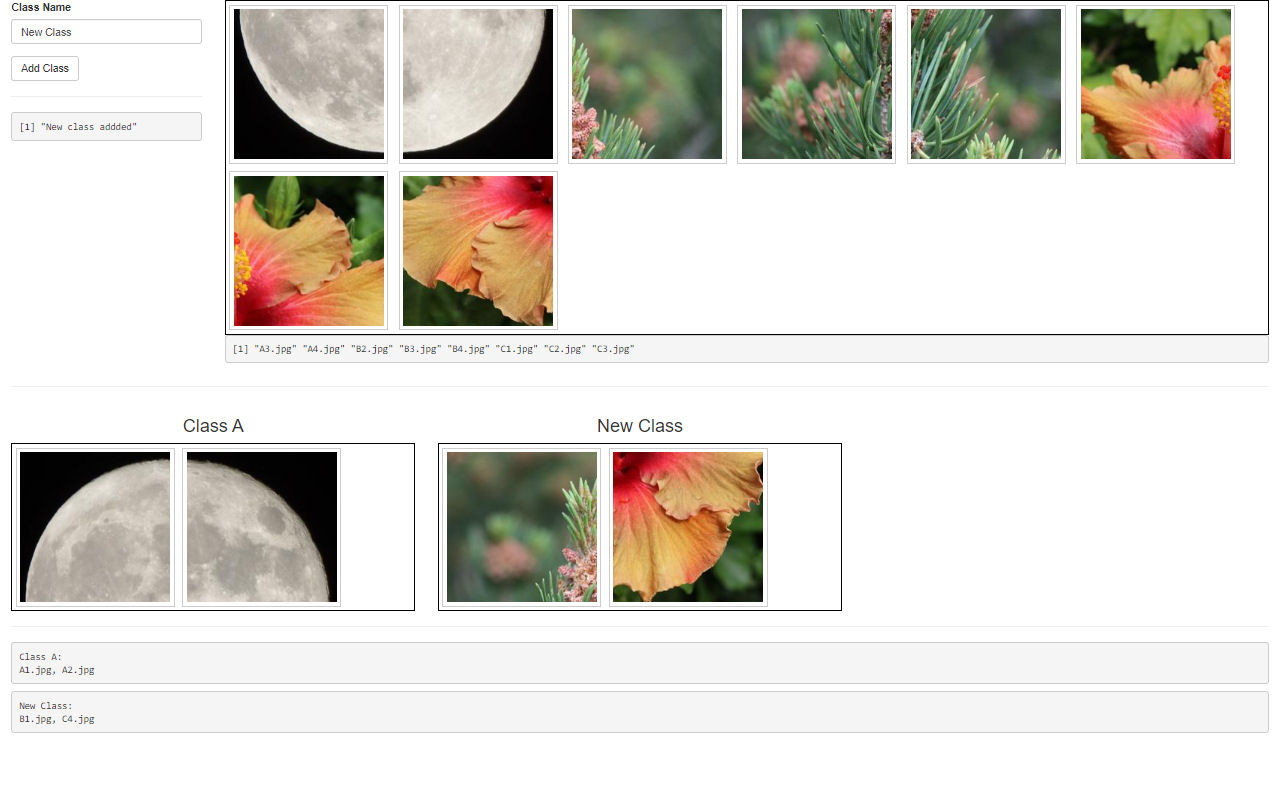 Class Name
New Class
Add Class
[1] "New class addded"
[1] "A3.jpg" "A4.jpg" "B2.jpg" "B3.jpg" "B4.jpg" "C1.jpg" "C2.jpg" "C3.jpg"
Class A
New Class
Class A:
A1.jpg, A2.jpg
New Class:
B1.jpg, C4.jpg